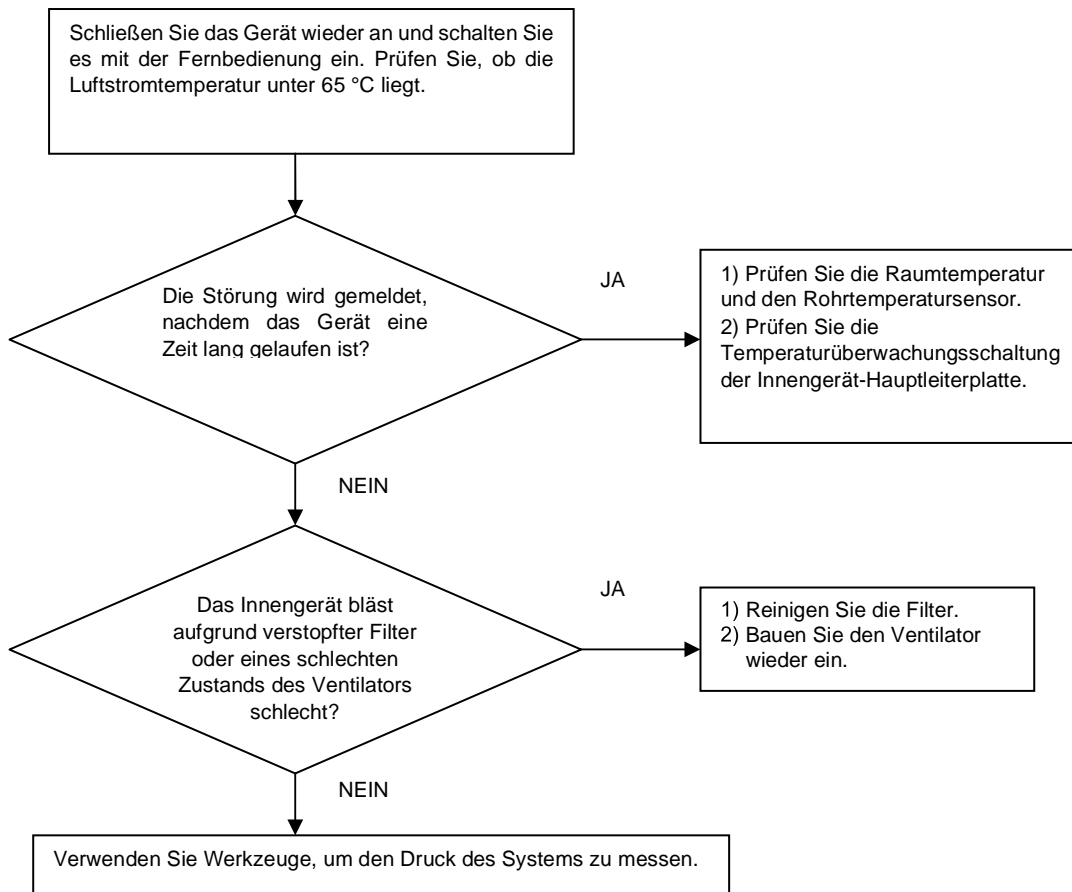 Schließen Sie das Gerät wieder an und schalten Sie
es mit der Fernbedienung ein. Prüfen Sie, ob die
Luftstromtemperatur unter 65 °C liegt.
Die Störung wird gemeldet,
nachdem das Gerät eine
Zeit lang gelaufen ist?
JA
1) Prüfen Sie die Raumtemperatur
und den Rohrtemperatursensor.
2) Prüfen Sie die
Temperaturüberwachungsschaltung
der Innengerät-Hauptleiterplatte.
NEIN
Das Innengerät bläst
aufgrund verstopfter Filter
oder eines schlechten
Zustands des Ventilators
schlecht?
JA
1) Reinigen Sie die Filter.
2) Bauen Sie den Ventilator
wieder ein.
NEIN
Verwenden Sie Werkzeuge, um den Druck des Systems zu messen.